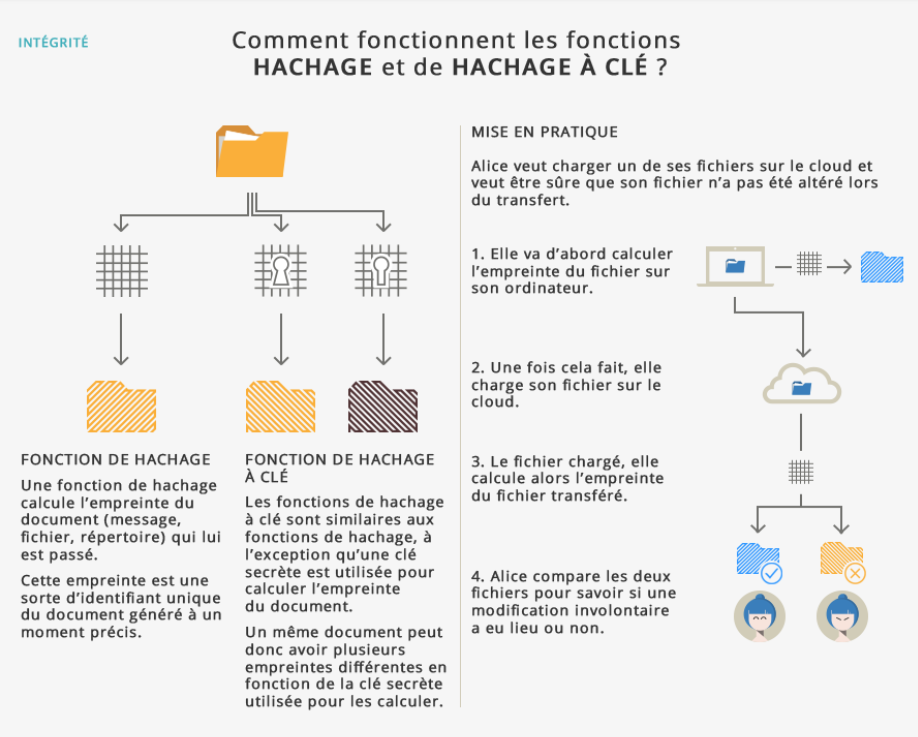 INTÉGRITÉ
Comment fonctionnent les fonctions
HACHAGE et de HACHAGE À CLÉ ?
FONCTION DE HACHAGE
Une fonction de hachage
calcule l’empreinte du
document (message,
fichier, répertoire) qui lui
est passé.
Cette empreinte est une
sorte d’identifiant unique
du document généré à un
moment précis.
FONCTION DE HACHAGE
À CLÉ
Les fonctions de hachage
à clé sont similaires aux
fonctions de hachage, à
l’exception qu’une clé
secrète est utilisée pour
calculer l’empreinte
du document.
Un même document peut
donc avoir plusieurs
empreintes différentes en
fonction de la clé secrète
utilisée pour les calculer.
MISE EN PRATIQUE
Alice veut charger un de ses fichiers sur le cloud et
veut être sûre que son fichier n’a pas été altéré lors
du transfert.
1. Elle va d’abord calculer
l’empreinte du fichier sur
son ordinateur.
2. Une fois cela fait, elle
charge son fichier sur le
cloud.
3. Le fichier chargé, elle
calcule alors l’empreinte
du fichier transféré.
4. Alice compare les deux
fichiers pour savoir si une
modification involontaire
a eu lieu ou non.